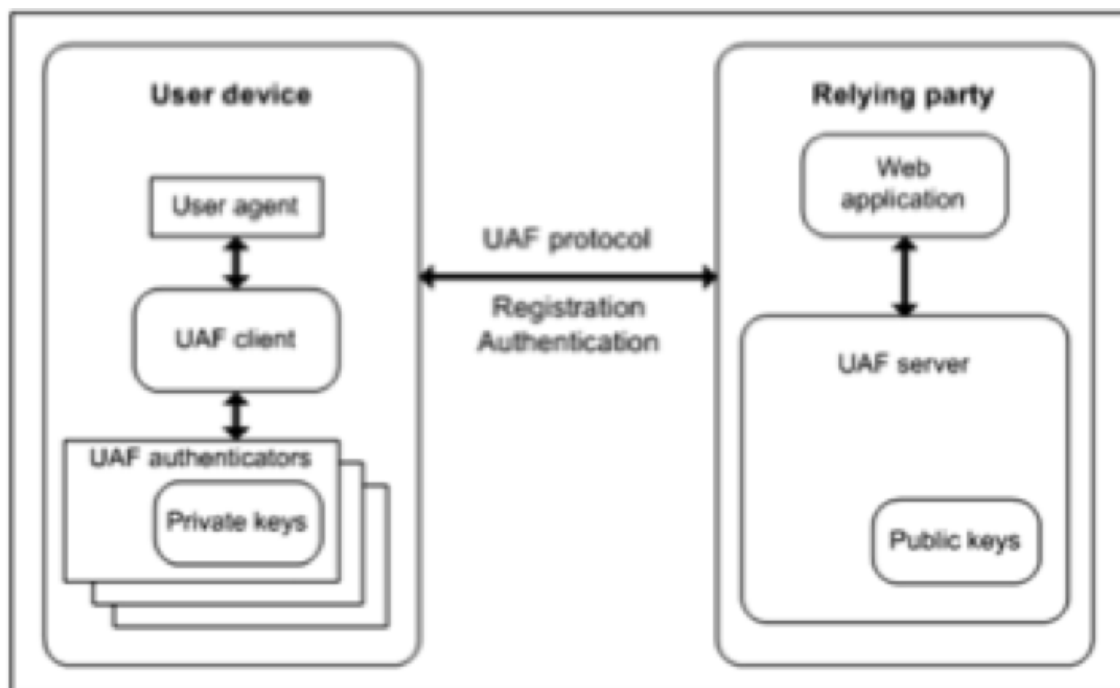 User device
User agent
UAF client
UAF authenticators
Private keys
UAF protocol
Registration
Authentication
Relying party
Web
application
UAF server
Public keys